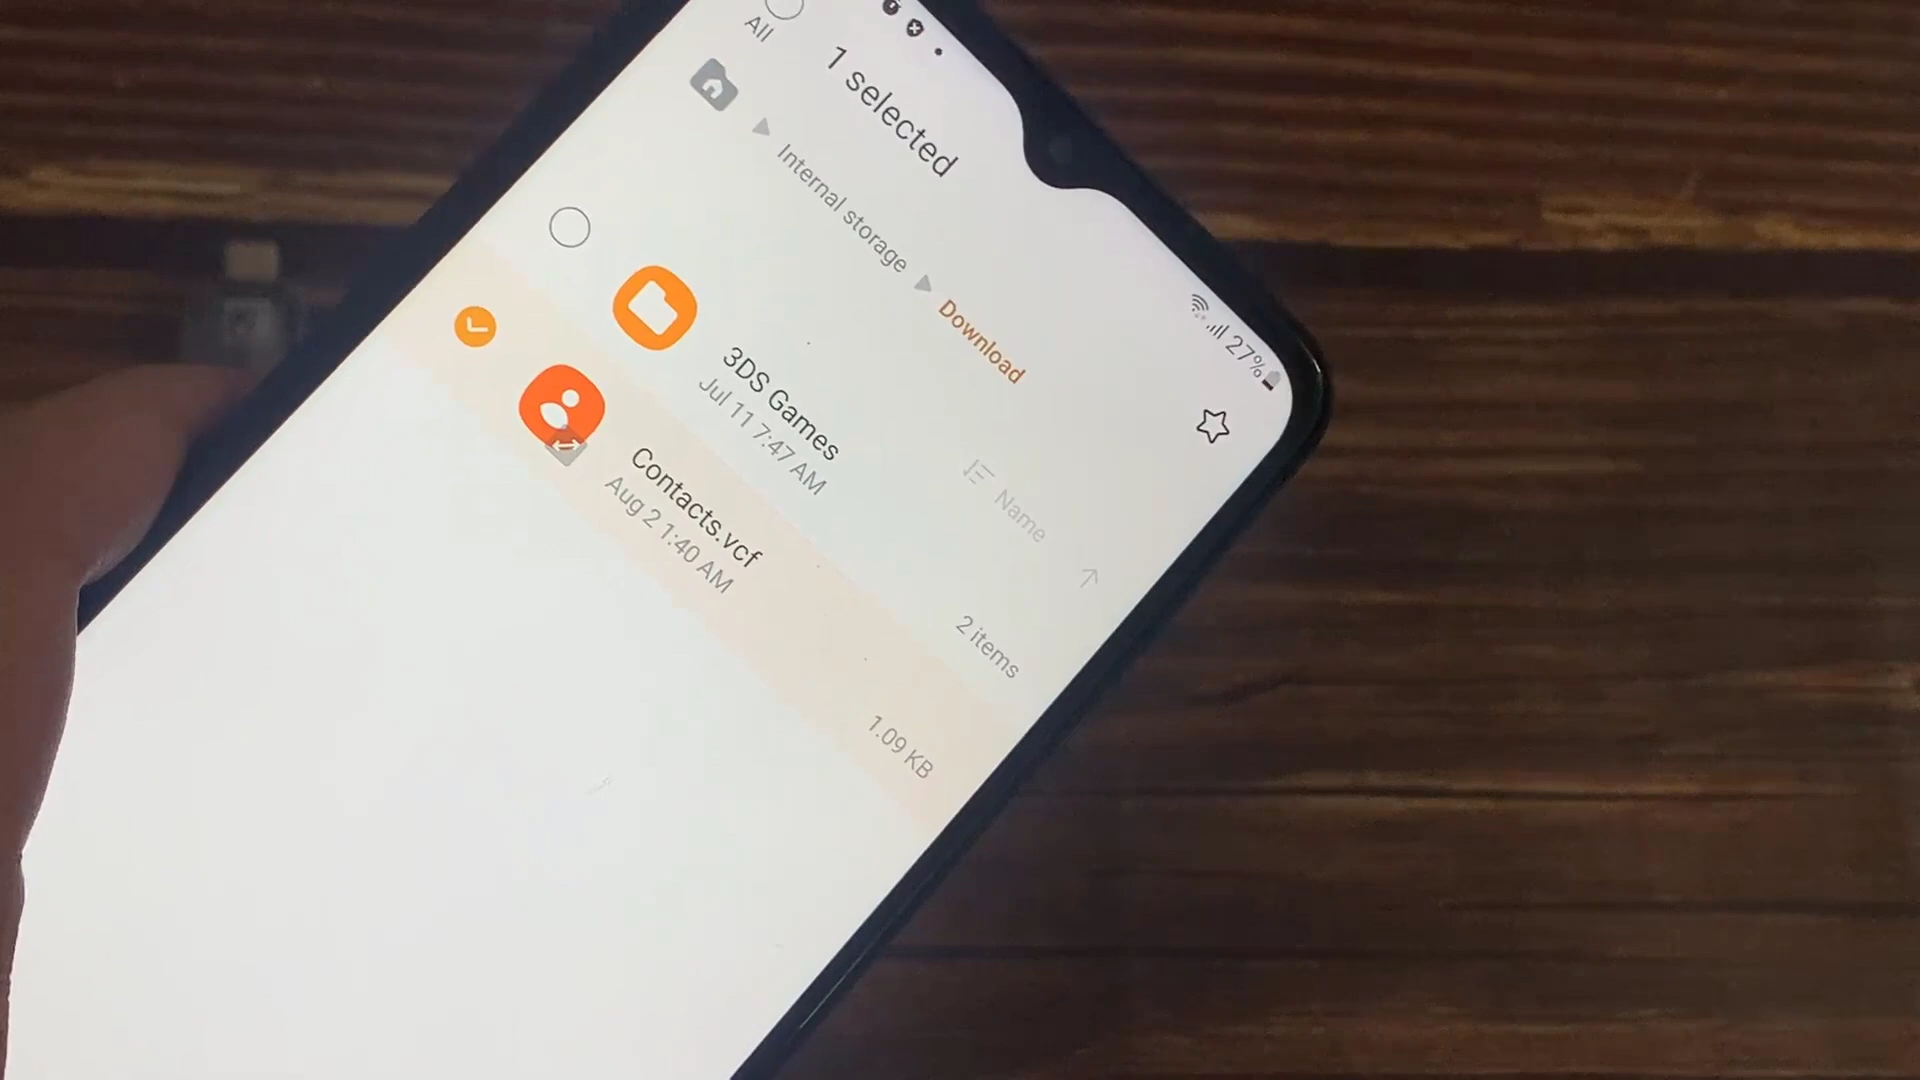 27%
All
1 selected
Internal storage
Download
Name
3DS Games
Jul 11 7:47 AM
2 items
Contacts.vcf
Aug 2 1:40 AM
1.09 KB